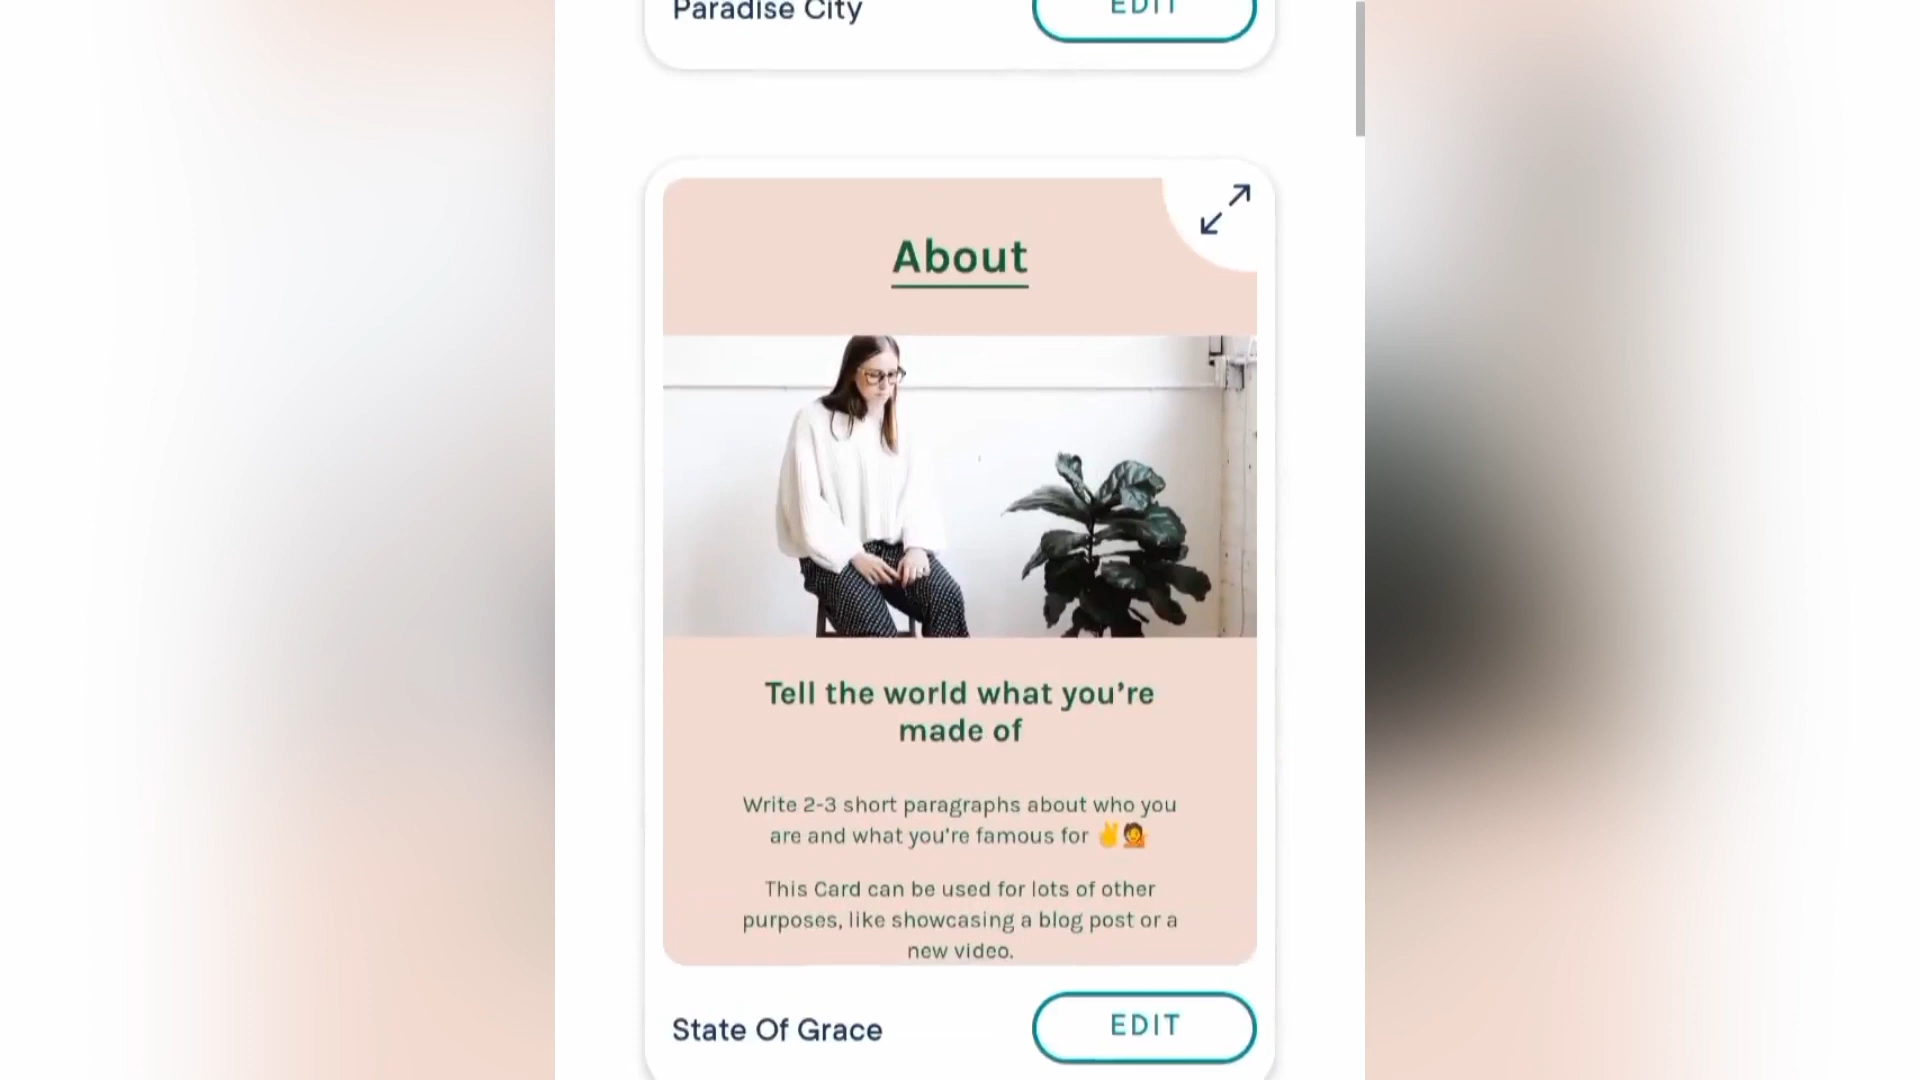 Paradise City
EDIT
About
Tell the world what you're
made of
Write 2-3 short paragraphs about who you
are and what you're famous for ✌️💁
This Card can be used for lots of other
purposes, like showcasing a blog post or a
new video.
State Of Grace
EDIT